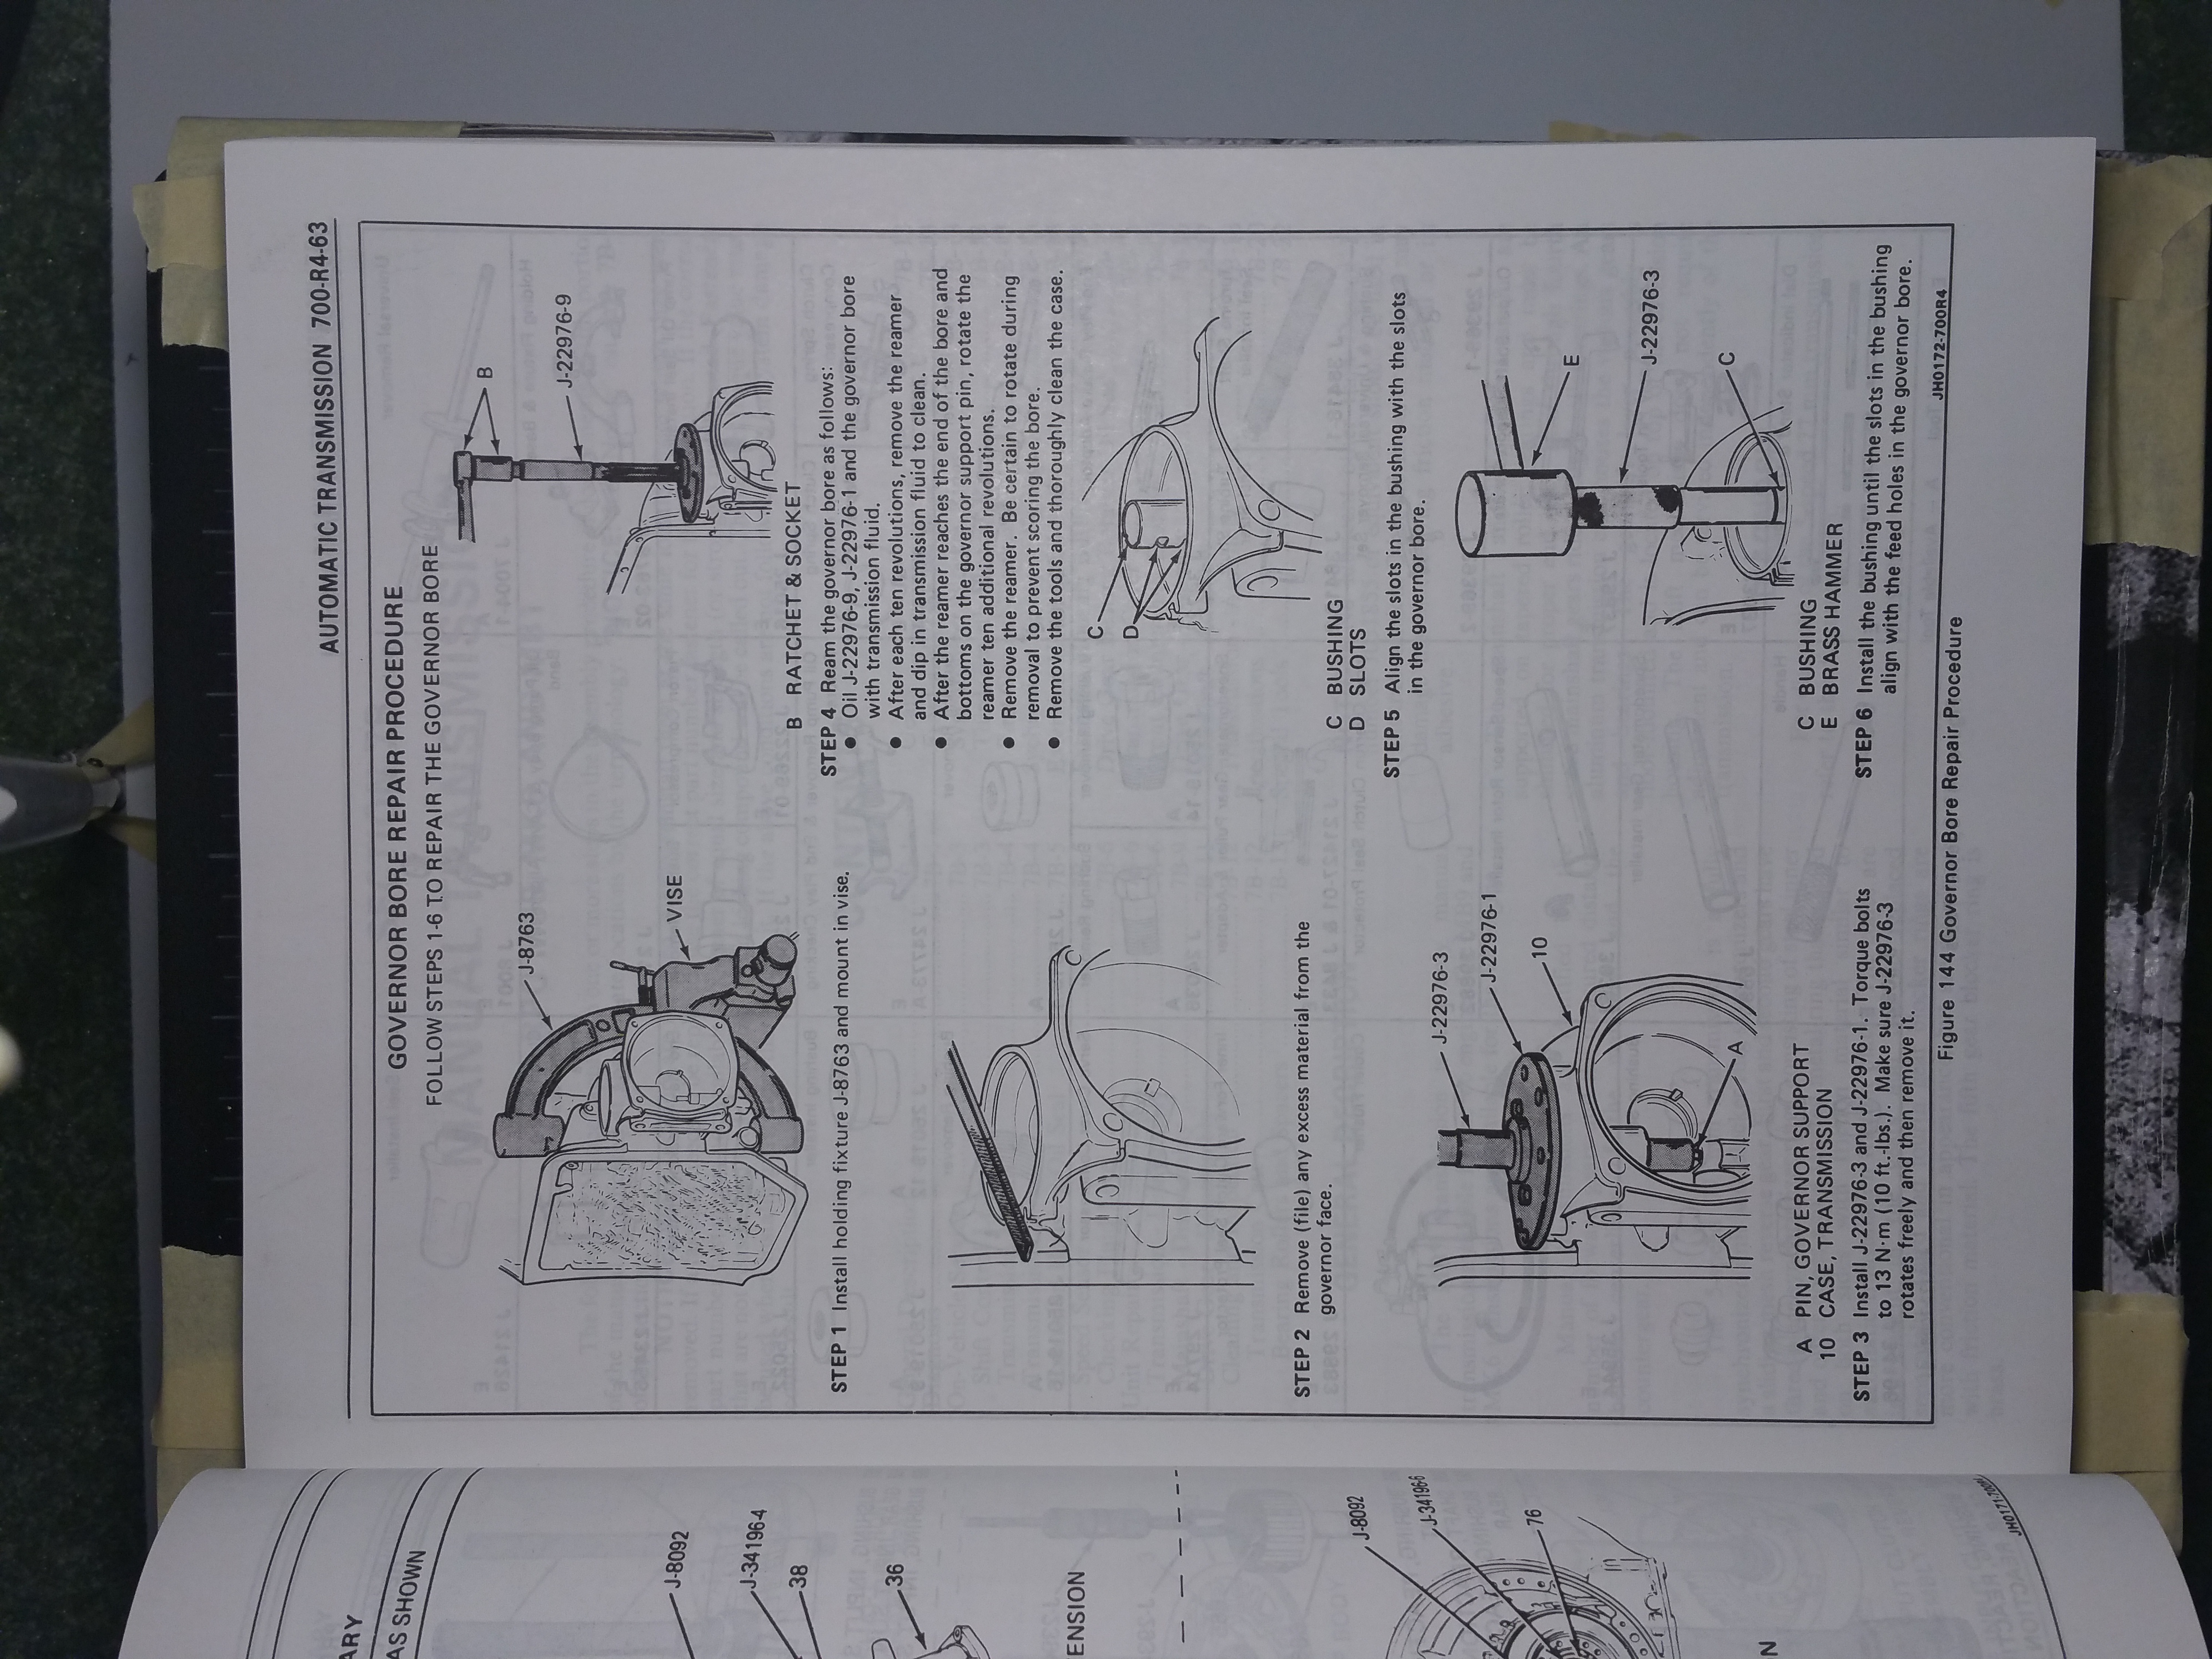 AUTOMATIC TRANSMISSION 700-R4-63
GOVERNOR BORE REPAIR PROCEDURE
FOLLOW STEPS 1-6 TO REPAIR THE GOVERNOR BORE
J-8763
VISE
STEP 1 Install holding fixture J-8763 and mount in vise.
STEP 2 Remove (file) any excess material from the
governor face.
J-22976-3
J-22976-1
10
A
A PIN, GOVERNOR SUPPORT
10 CASE, TRANSMISSION
STEP 3 Install J-22976-3 and J-22976-1. Torque bolts
to 13 N·m (10 ft.-lbs.). Make sure J-22976-3
rotates freely and then remove it.
B
J-22976-9
B RATCHET & SOCKET
STEP 4 Ream the governor bore as follows:
● Oil J-22976-9, J-22976-1 and the governor bore
with transmission fluid.
● After each ten revolutions, remove the reamer
and dip in transmission fluid to clean.
● After the reamer reaches the end of the bore and
bottoms on the governor support pin, rotate the
reamer ten additional revolutions.
● Remove the reamer. Be certain to rotate during
removal to prevent scoring the bore.
● Remove the tools and thoroughly clean the case.
C
D
C BUSHING
D SLOTS
STEP 5 Align the slots in the bushing with the slots
in the governor bore.
E
J-22976-3
C
C BUSHING
E BRASS HAMMER
STEP 6 Install the bushing until the slots in the bushing
align with the feed holes in the governor bore.
JH0172-700R4
Figure 144 Governor Bore Repair Procedure
ARY
AS SHOWN
J-8092
J-34196-4
38
36
ENSION
J-8092
J-34196-6
76
N